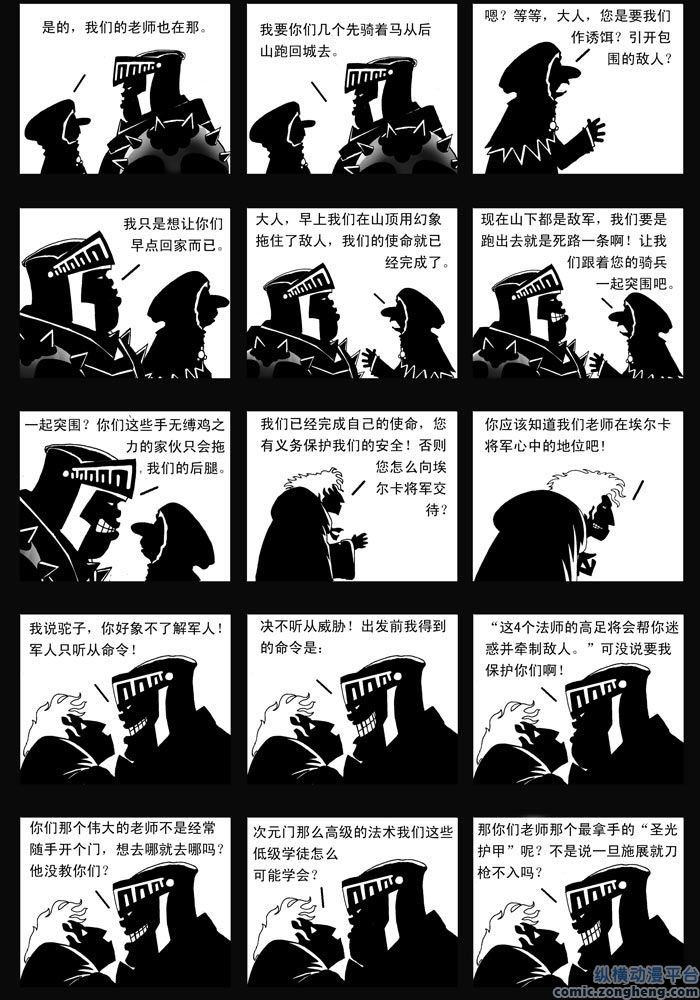 是的，我们的老师也在那。
我要你们几个先骑着马从后
山跑回城去。
嗯？等等，大人，您是要我们
作诱饵？引开包
围的敌人？
我只是想让你们
早点回家而已。
大人，早上我们在山顶用幻象
拖住了敌人，我们的使命就已
经完成了。
现在山下都是敌军，我们要是
跑出去就是死路一条啊！让我
们跟着您的骑兵
一起突围吧。
一起突围？你们这些手无缚鸡之
力的家伙只会拖
我们的后腿。
我们已经完成自己的使命，您
有义务保护我们的安全！否则
您怎么向埃
尔卡将军交
待？
你应该知道我们老师在埃尔卡
将军心中的地位吧！
我说驼子，你好象不了解军人！
军人只听从命令！
决不听从威胁！出发前我得到
的命令是：
“这4个法师的高足将会帮你迷
惑并牵制敌人。”可没说要我
保护你们啊！
你们那个伟大的老师不是经常
随手开个门，想去哪就去哪吗？
他没教你们？
次元门那么高级的法术我们这些
低级学徒怎么
可能学会？
那你们老师那个最拿手的“圣光
护甲”呢？不是说一旦施展就刀
枪不入吗？
纵横动漫平台
comic.zongheng.com